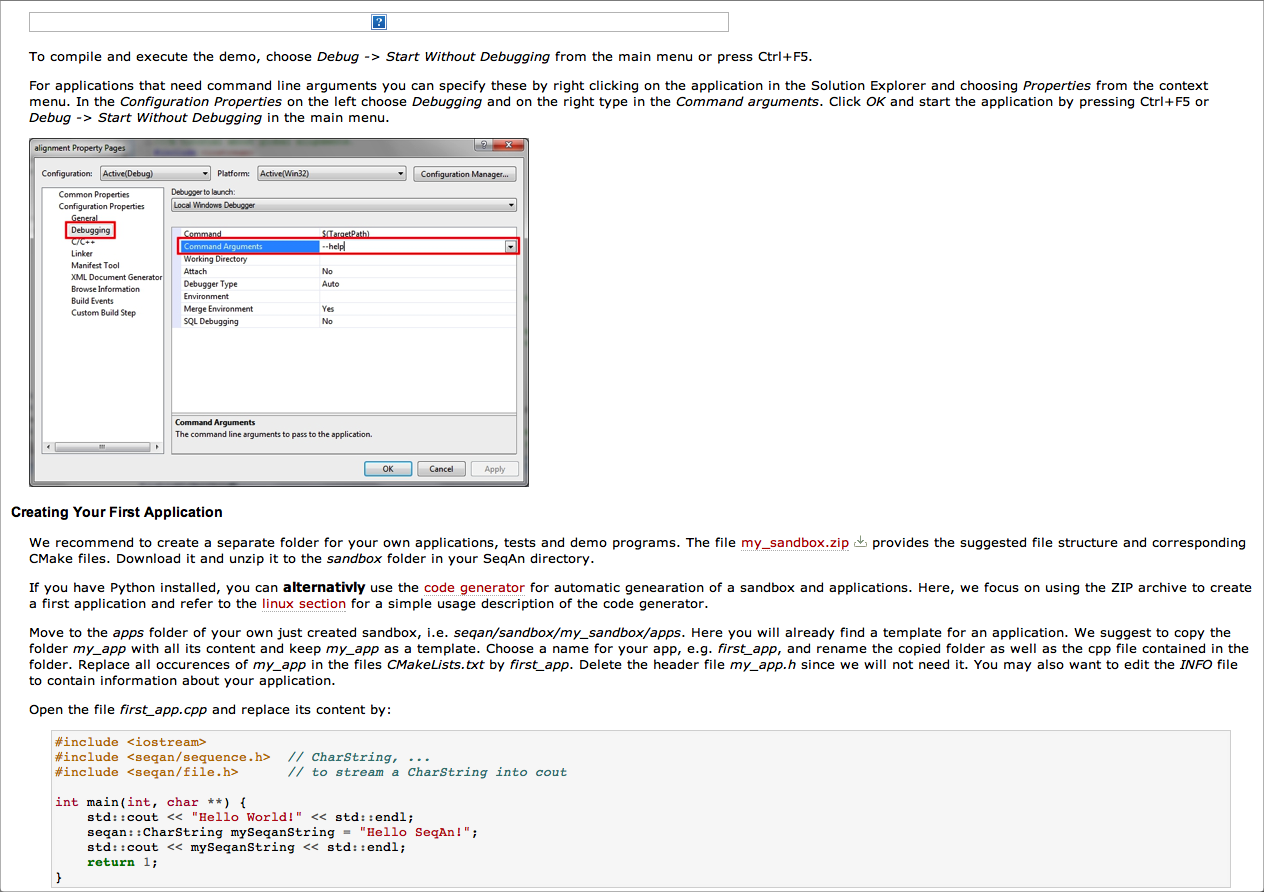 ?
To compile and execute the demo, choose Debug -> Start Without Debugging from the main menu or press Ctrl+F5.
For applications that need command line arguments you can specify these by right clicking on the application in the Solution Explorer and choosing Properties from the context
menu. In the Configuration Properties on the left choose Debugging and on the right type in the Command arguments. Click OK and start the application by pressing Ctrl+F5 or
Debug -> Start Without Debugging in the main menu.
alignment Property Pages
Configuration: Active(Debug) Platform: Active(Win32) Configuration Manager...
Common Properties
Configuration Properties
General
Debugging
C/C++
Linker
Manifest Tool
XML Document Generator
Browse Information
Build Events
Custom Build Step
Debugger to launch:
Local Windows Debugger
Command $(TargetPath)
Command Arguments --help
Working Directory
Attach No
Debugger Type Auto
Environment
Merge Environment Yes
SQL Debugging No
Command Arguments
The command line arguments to pass to the application.
OK Cancel Apply
Creating Your First Application
We recommend to create a separate folder for your own applications, tests and demo programs. The file my_sandbox.zip provides the suggested file structure and corresponding
CMake files. Download it and unzip it to the sandbox folder in your SeqAn directory.
If you have Python installed, you can alternativly use the code generator for automatic genearation of a sandbox and applications. Here, we focus on using the ZIP archive to create
a first application and refer to the linux section for a simple usage description of the code generator.
Move to the apps folder of your own just created sandbox, i.e. seqan/sandbox/my_sandbox/apps. Here you will already find a template for an application. We suggest to copy the
folder my_app with all its content and keep my_app as a template. Choose a name for your app, e.g. first_app, and rename the copied folder as well as the cpp file contained in the
folder. Replace all occurences of my_app in the files CMakeLists.txt by first_app. Delete the header file my_app.h since we will not need it. You may also want to edit the INFO file
to contain information about your application.
Open the file first_app.cpp and replace its content by:
#include <iostream>
#include <seqan/sequence.h>  // CharString, ...
#include <seqan/file.h>      // to stream a CharString into cout
int main(int, char **) {
    std::cout << "Hello World!" << std::endl;
    seqan::CharString mySeqanString = "Hello SeqAn!";
    std::cout << mySeqanString << std::endl;
    return 1;
}